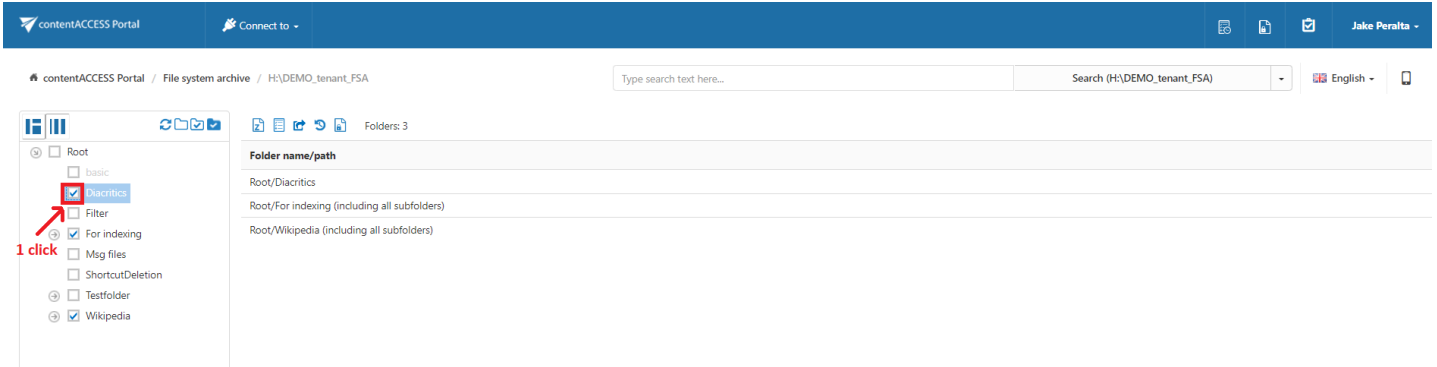 contentACCESS Portal
Connect to
Jake Peralta
contentACCESS Portal / File system archive / H:\DEMO_tenant_FSA
Type search text here...
Search (H:\DEMO_tenant_FSA)
English
Folders: 3
Root
basic
Diacritics
Filter
For indexing
1 click
Msg files
ShortcutDeletion
Testfolder
Wikipedia
Folder name/path
Root/Diacritics
Root/For indexing (including all subfolders)
Root/Wikipedia (including all subfolders)